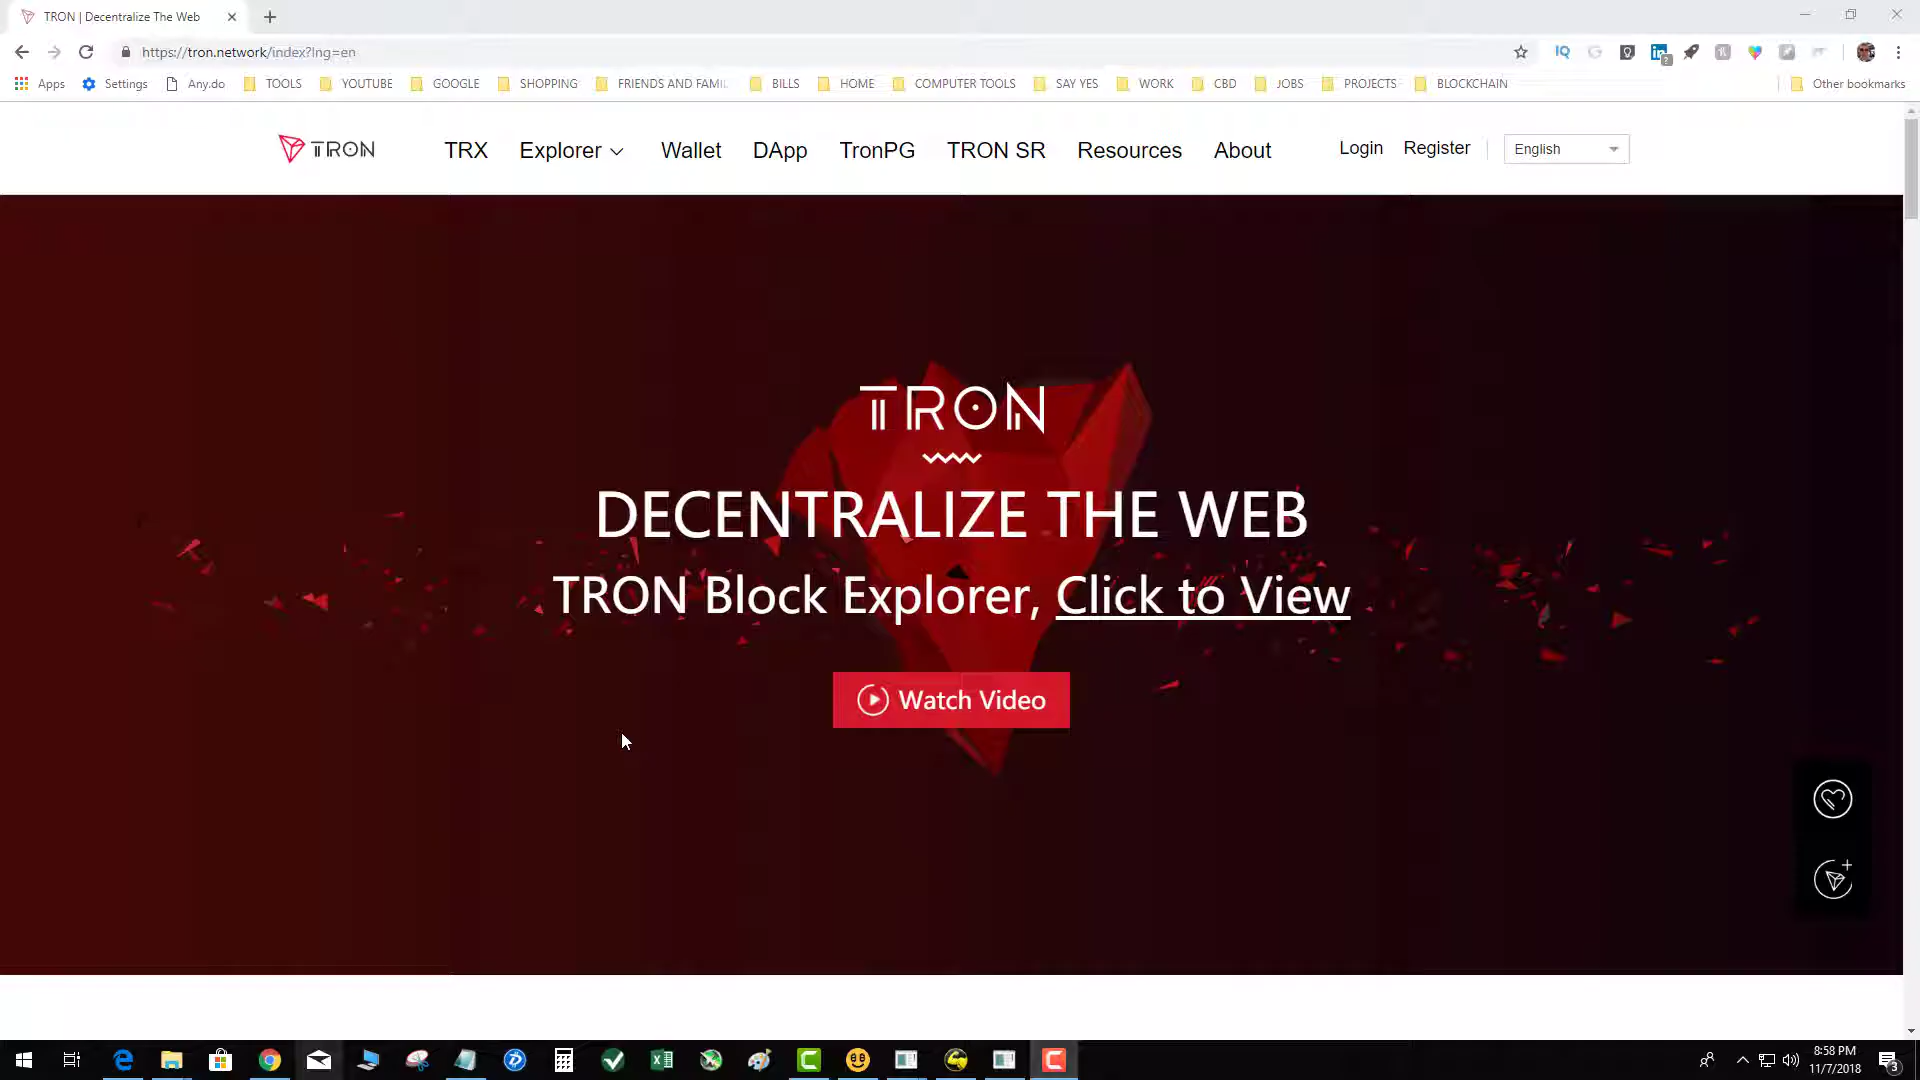 TRON | Decentralize The Web
https://tron.network/index?lng=en
Apps Settings Any.do TOOLS YOUTUBE GOOGLE SHOPPING FRIENDS AND FAMIL BILLS HOME COMPUTER TOOLS SAY YES WORK CBD JOBS PROJECTS BLOCKCHAIN Other bookmarks
TRON TRX Explorer Wallet DApp TronPG TRON SR Resources About Login Register English
TRON
DECENTRALIZE THE WEB
TRON Block Explorer, Click to View
Watch Video
8:58 PM
11/7/2018
3